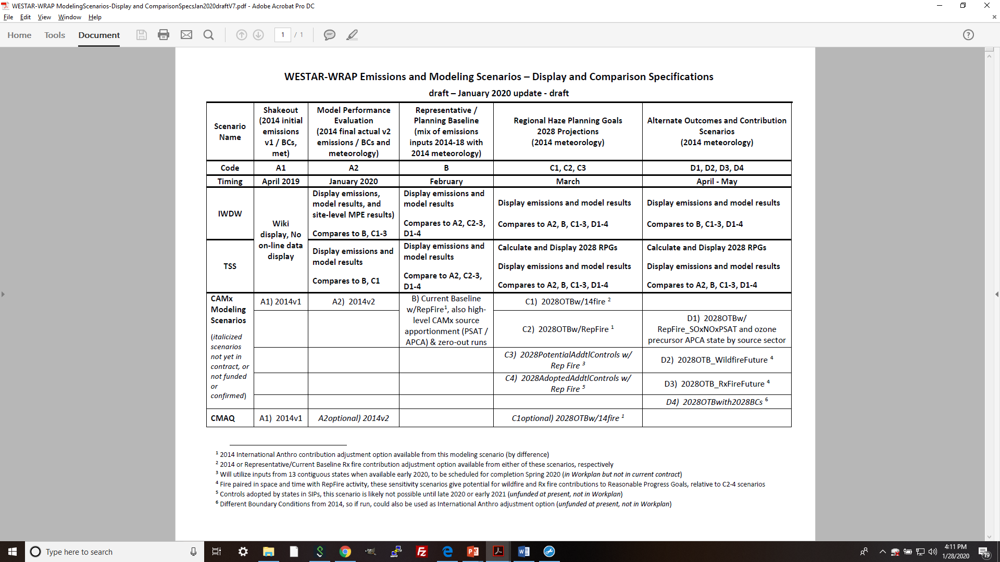 WESTAR-WRAP ModelingScenarios-Display and ComparisonSpecsJan2020draftV7.pdf - Adobe Acrobat Pro DC
File Edit View Window Help
Home Tools Document 1 / 1
WESTAR-WRAP Emissions and Modeling Scenarios – Display and Comparison Specifications
draft – January 2020 update - draft
Scenario
Name
Shakeout
(2014 initial
emissions
v1 / BCs,
met)
Model Performance
Evaluation
(2014 final actual v2
emissions / BCs and
meteorology)
Representative /
Planning Baseline
(mix of emissions
inputs 2014-18 with
2014 meteorology)
Regional Haze Planning Goals
2028 Projections
(2014 meteorology)
Alternate Outcomes and Contribution
Scenarios
(2014 meteorology)
Code A1 A2 B C1, C2, C3 D1, D2, D3, D4
Timing April 2019 January 2020 February March April - May
IWDW
Wiki
display, No
on-line data
display
Display emissions,
model results, and
site-level MPE results)
Compares to B, C1-3
Display emissions and
model results
Compares to A2, C2-3,
D1-4
Display emissions and model results
Compares to A2, B, C1-3, D1-4
Display emissions and model results
Compares to B, C1-3, D1-4
TSS
Display emissions and
model results
Compares to B, C1
Display emissions and
model results
Compare to A2, C2-3,
D1-4
Calculate and Display 2028 RPGs
Display emissions and model results
Compares to A2, B, C1-3, D1-4
Calculate and Display 2028 RPGs
Display emissions and model results
Compares to A2, B, C1-3, D1-4
CAMx
Modeling
Scenarios
(italicized
scenarios
not yet in
contract, or
not funded
or
confirmed)
A1) 2014v1
A2) 2014v2
B) Current Baseline
w/RepFire¹, also high-
level CAMx source
apportionment (PSAT /
APCA) & zero-out runs
C1) 2028OTBw/14fire ²
C2) 2028OTBw/RepFire ¹
D1) 2028OTBw/
RepFire_SOxNOxPSAT and ozone
precursor APCA state by source sector
C3) 2028PotentialAddtlControls w/
Rep Fire ³
D2) 2028OTB_WildfireFuture ⁴
C4) 2028AdoptedAddtlControls w/
Rep Fire ⁵
D3) 2028OTB_RxFireFuture ⁴
D4) 2028OTBwith2028BCs ⁶
CMAQ A1) 2014v1 A2optional) 2014v2 C1optional) 2028OTBw/14fire ¹
¹ 2014 International Anthro contribution adjustment option available from this modeling scenario (by difference)
² 2014 or Representative/Current Baseline Rx fire contribution adjustment option available from either of these scenarios, respectively
³ Will utilize inputs from 13 contiguous states when available early 2020, to be scheduled for completion Spring 2020 (in Workplan but not in current contract)
⁴ Fire paired in space and time with RepFire activity, these sensitivity scenarios give potential for wildfire and Rx fire contributions to Reasonable Progress Goals, relative to C2-4 scenarios
⁵ Controls adopted by states in SIPs, this scenario is likely not possible until late 2020 or early 2021 (unfunded at present, not in Workplan)
⁶ Different Boundary Conditions from 2014, so if run, could also be used as International Anthro adjustment option (unfunded at present, not in Workplan)
Type here to search
4:11 PM
1/28/2020
19